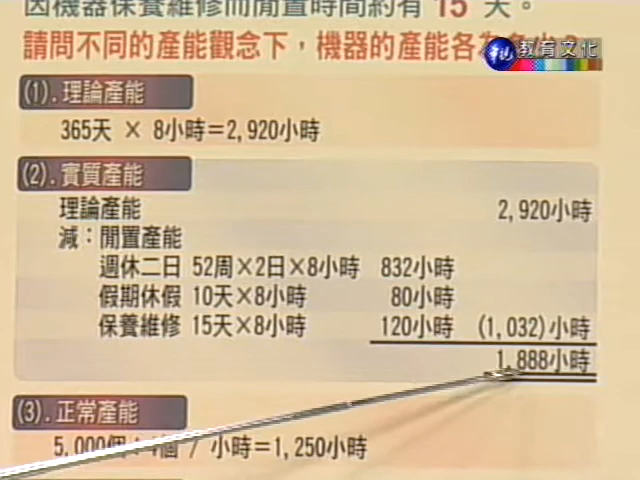 因機器保養維修而閒置時間約有 15 天。
請問不同的產能觀念下，機器的產能各為多少？
華視 教育文化
(1).理論產能
365天 × 8小時＝2,920小時
(2).實質產能
理論產能 2,920小時
減：閒置產能
週休二日 52周×2日×8小時 832小時
假期休假 10天×8小時 80小時
保養維修 15天×8小時 120小時 (1,032)小時
1,888小時
(3).正常產能
5,000個÷4個 / 小時＝1,250小時